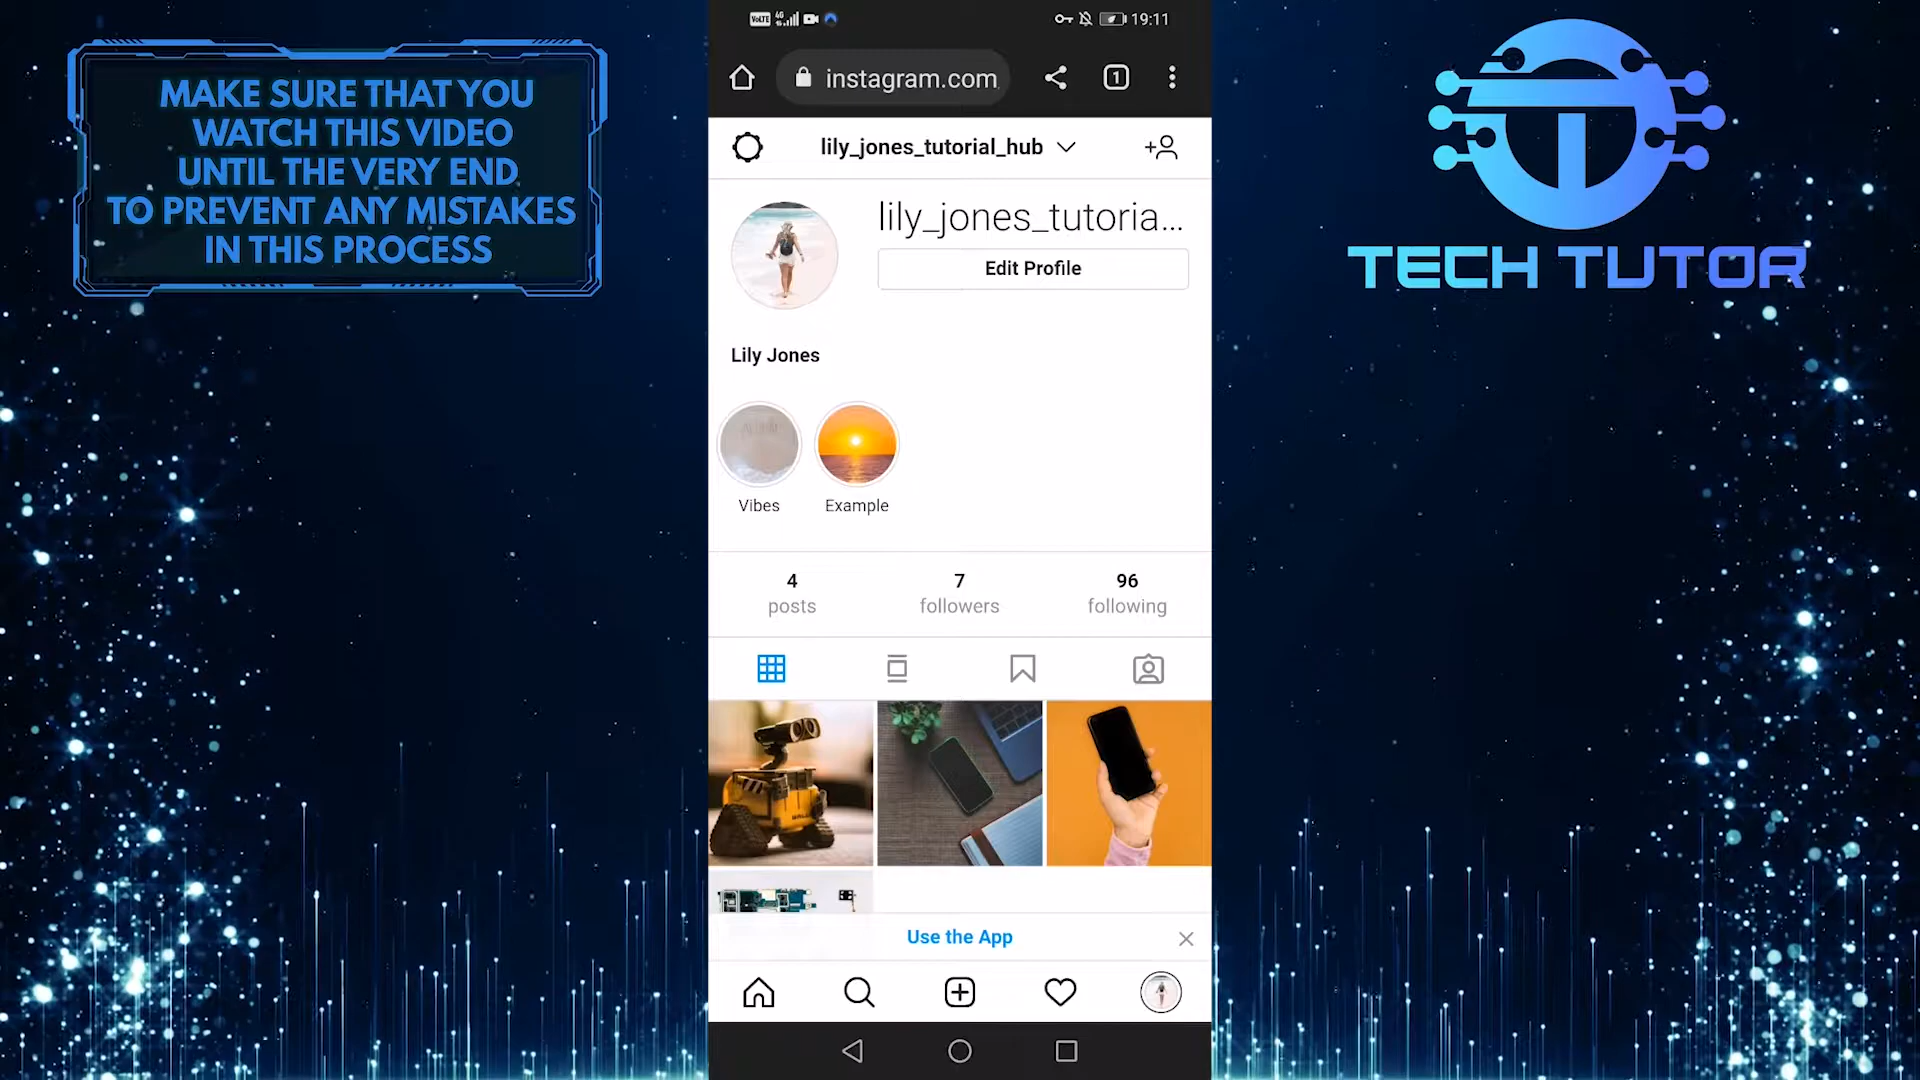 MAKE SURE THAT YOU
WATCH THIS VIDEO
UNTIL THE VERY END
TO PREVENT ANY MISTAKES
IN THIS PROCESS
VoLTE 4G 19:11
instagram.com 1
lily_jones_tutorial_hub
lily_jones_tutoria...
Edit Profile
Lily Jones
Vibes Example
4 7 96
posts followers following
Use the App
TECH TUTOR